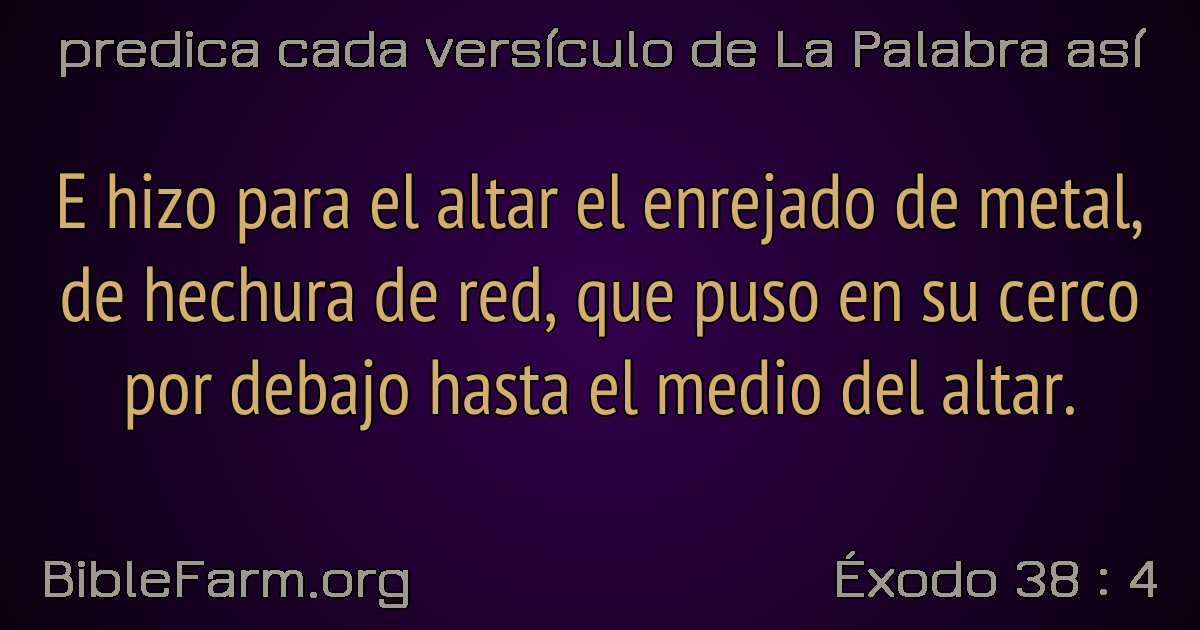 predica cada versículo de La Palabra así
E hizo para el altar el enrejado de metal,
de hechura de red, que puso en su cerco
por debajo hasta el medio del altar.
BibleFarm.org
Éxodo 38 : 4